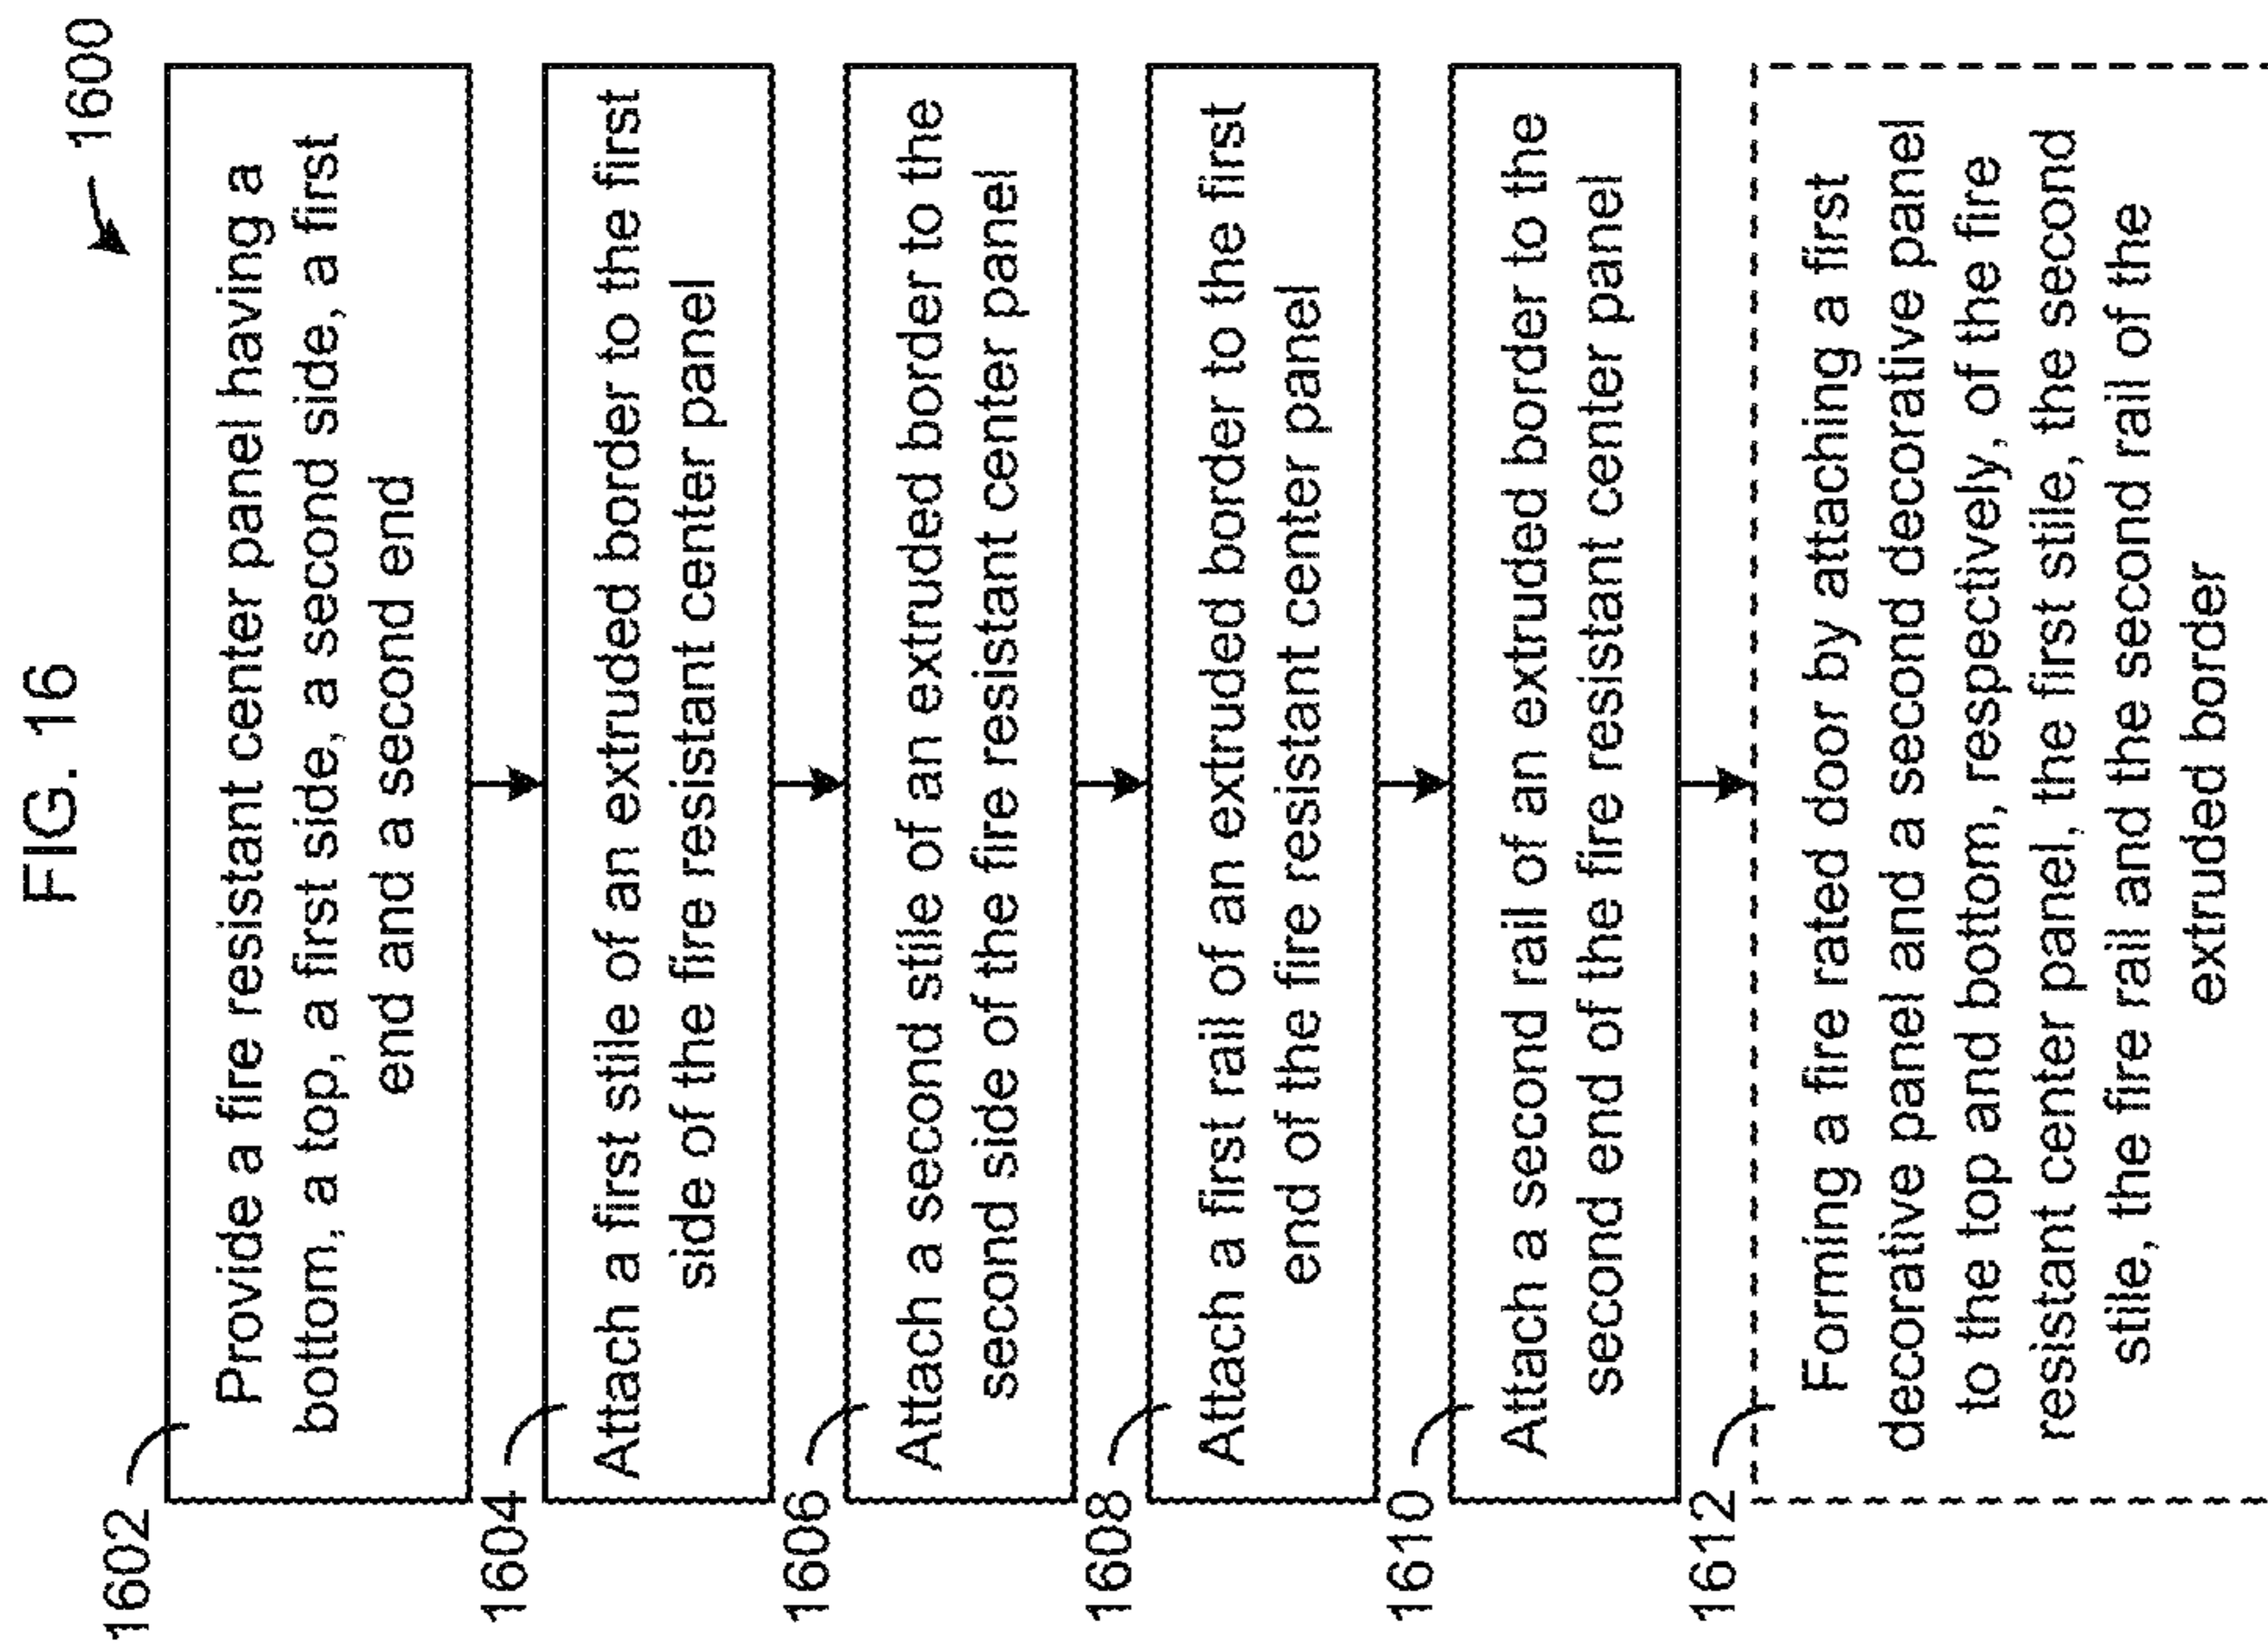 FIG. 16
1600
1602
Provide a fire resistant center panel having a
bottom, a top, a first side, a second side, a first
end and a second end
1604
Attach a first stile of an extruded border to the first
side of the fire resistant center panel
1606
Attach a second stile of an extruded border to the
second side of the fire resistant center panel
1608
Attach a first rail of an extruded border to the first
end of the fire resistant center panel
1610
Attach a second rail of an extruded border to the
second end of the fire resistant center panel
1612
Forming a fire rated door by attaching a first
decorative panel and a second decorative panel
to the top and bottom, respectively, of the fire
resistant center panel, the first stile, the second
stile, the fire rail and the second rail of the
extruded border